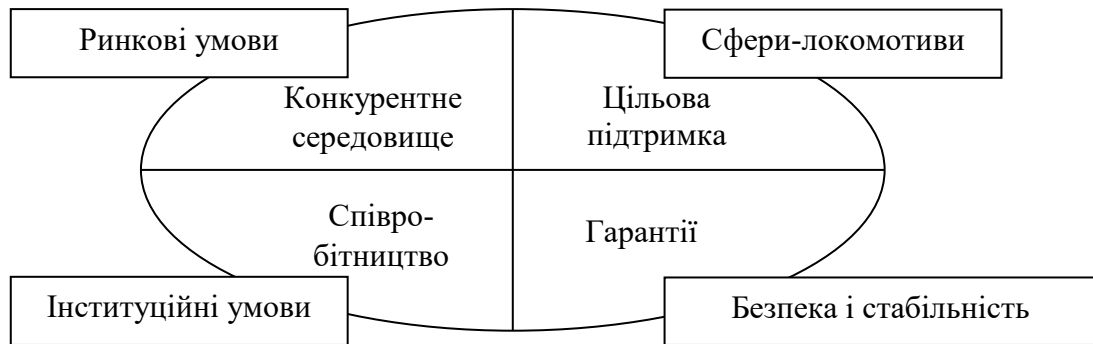 Ринкові умови
Сфери-локомотиви
Конкурентне
середовище
Цільова
підтримка
Співро-
бітництво
Гарантії
Інституційні умови
Безпека і стабільність